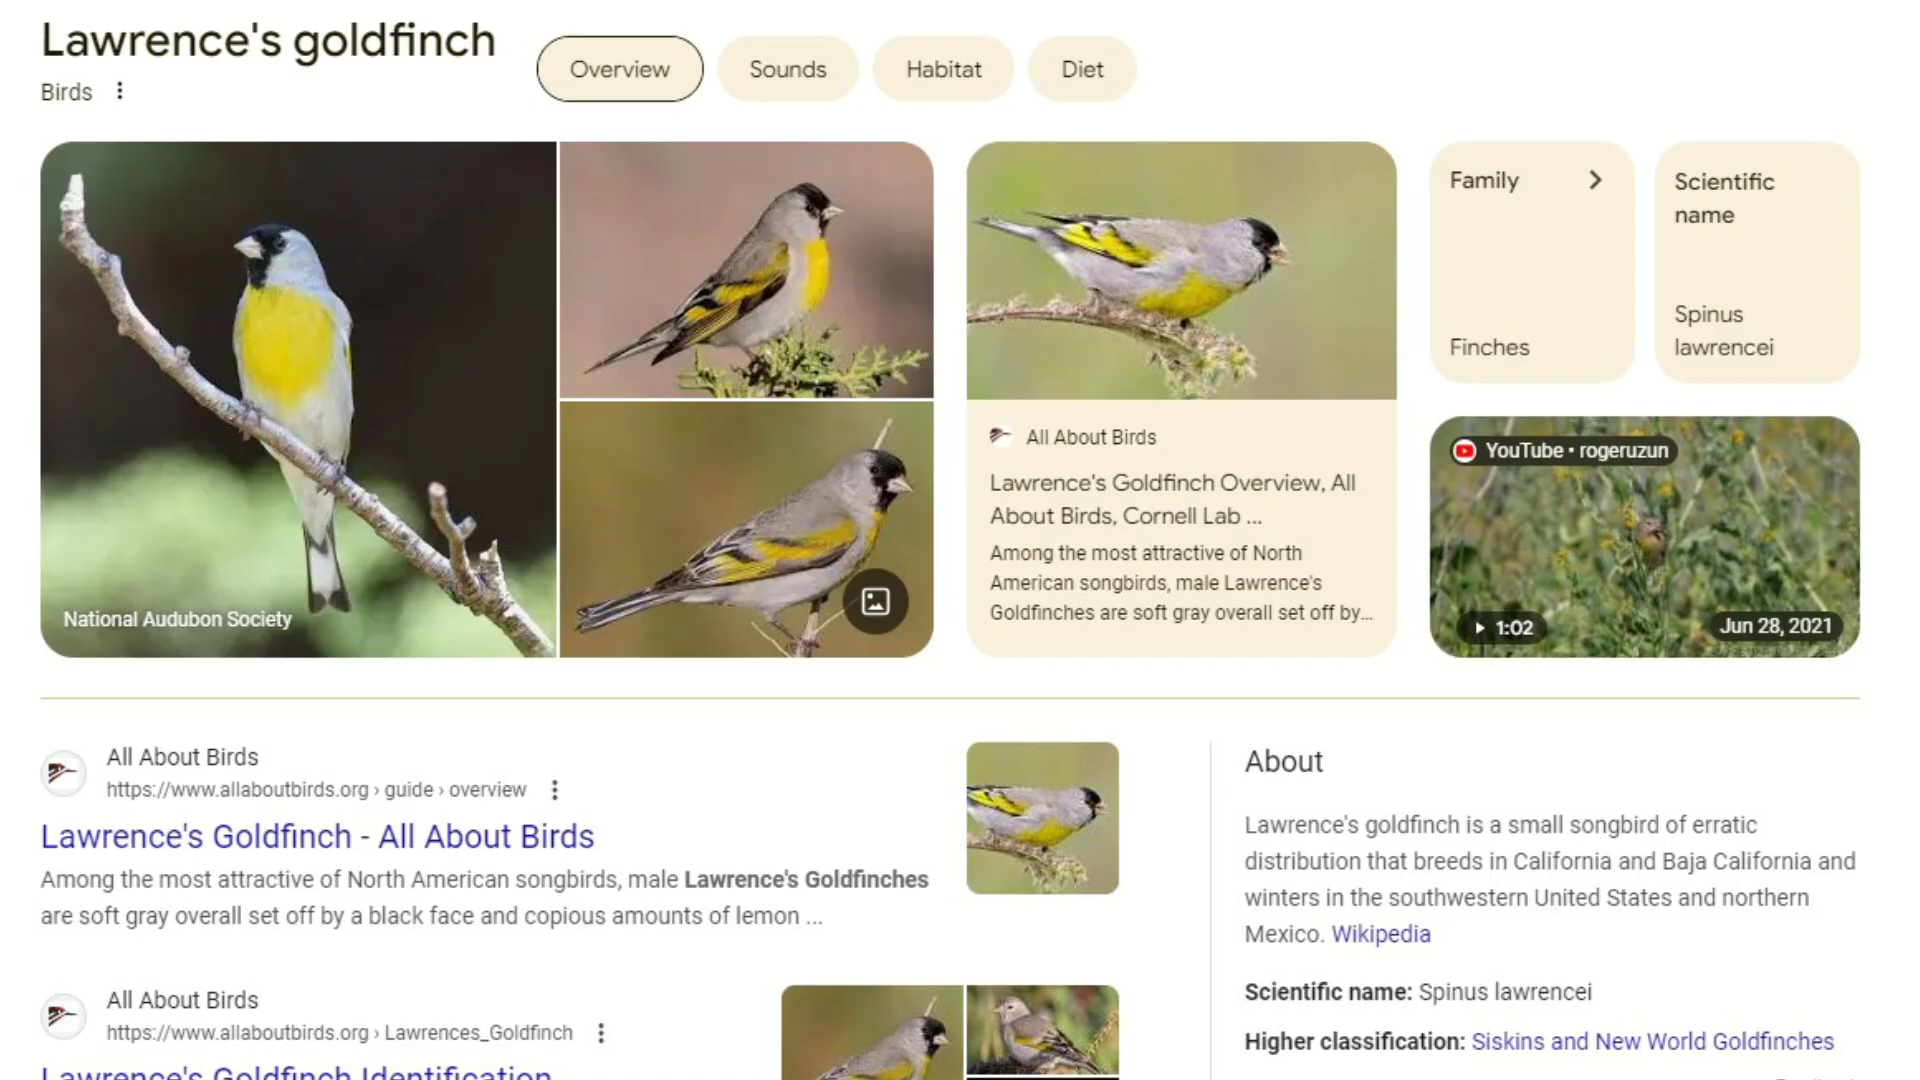 Lawrence's goldfinch
Birds
Overview
Sounds
Habitat
Diet
National Audubon Society
All About Birds
Lawrence's Goldfinch Overview, All
About Birds, Cornell Lab ...
Among the most attractive of North
American songbirds, male Lawrence's
Goldfinches are soft gray overall set off by...
Family
Finches
Scientific
name
Spinus
lawrencei
YouTube • rogeruzun
1:02
Jun 28, 2021
All About Birds
https://www.allaboutbirds.org › guide › overview
Lawrence's Goldfinch - All About Birds
Among the most attractive of North American songbirds, male Lawrence's Goldfinches
are soft gray overall set off by a black face and copious amounts of lemon ...
All About Birds
https://www.allaboutbirds.org › Lawrences_Goldfinch
Lawrence's Goldfinch Identification
About
Lawrence's goldfinch is a small songbird of erratic
distribution that breeds in California and Baja California and
winters in the southwestern United States and northern
Mexico. Wikipedia
Scientific name: Spinus lawrencei
Higher classification: Siskins and New World Goldfinches